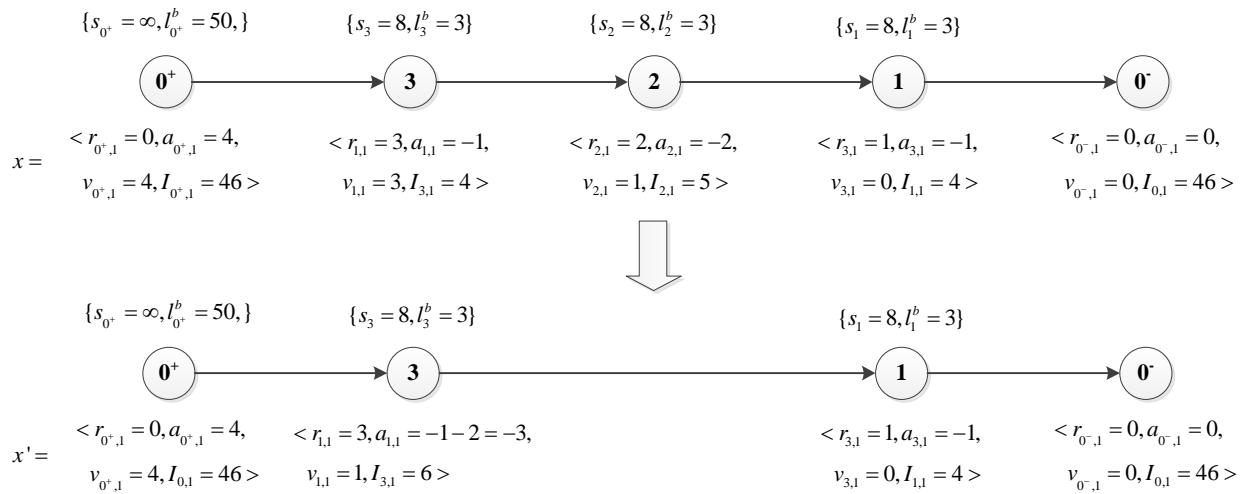 {s_{0^+} = ∞, l^b_{0^+} = 50,} {s_3 = 8, l^b_3 = 3} {s_2 = 8, l^b_2 = 3} {s_1 = 8, l^b_1 = 3}
0⁺ 3 2 1 0⁻
x =
< r_{0^+,1} = 0, a_{0^+,1} = 4,
v_{0^+,1} = 4, I_{0^+,1} = 46 >
< r_{1,1} = 3, a_{1,1} = −1,
v_{1,1} = 3, I_{3,1} = 4 >
< r_{2,1} = 2, a_{2,1} = −2,
v_{2,1} = 1, I_{2,1} = 5 >
< r_{3,1} = 1, a_{3,1} = −1,
v_{3,1} = 0, I_{1,1} = 4 >
< r_{0^-,1} = 0, a_{0^-,1} = 0,
v_{0^-,1} = 0, I_{0,1} = 46 >
{s_{0^+} = ∞, l^b_{0^+} = 50,} {s_3 = 8, l^b_3 = 3} {s_1 = 8, l^b_1 = 3}
0⁺ 3 1 0⁻
x' =
< r_{0^+,1} = 0, a_{0^+,1} = 4,
v_{0^+,1} = 4, I_{0,1} = 46 >
< r_{1,1} = 3, a_{1,1} = −1 − 2 = −3,
v_{1,1} = 1, I_{3,1} = 6 >
< r_{3,1} = 1, a_{3,1} = −1,
v_{3,1} = 0, I_{1,1} = 4 >
< r_{0^-,1} = 0, a_{0^-,1} = 0,
v_{0^-,1} = 0, I_{0,1} = 46 >